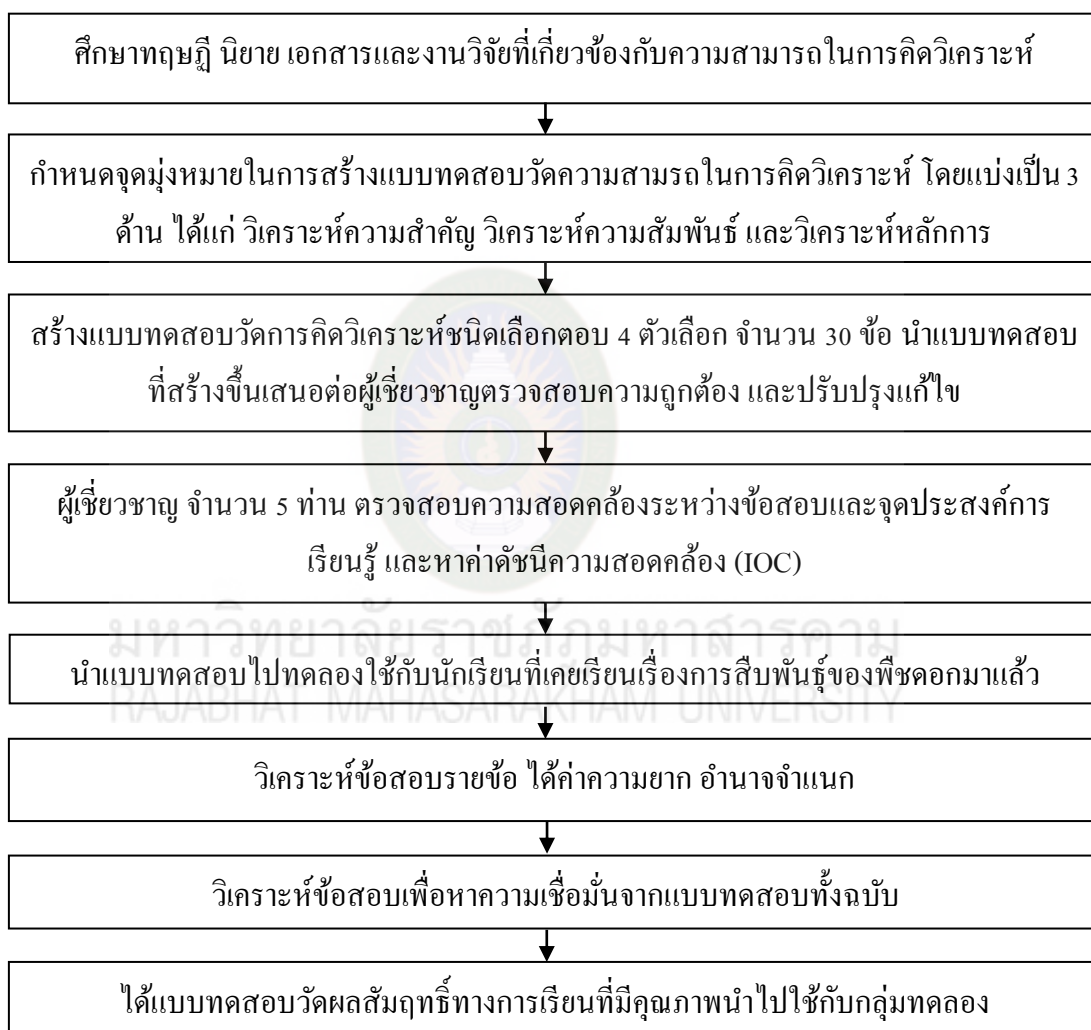 ศึกษาทฤษฎี นิยาย เอกสารและงานวิจัยที่เกี่ยวข้องกับความสามารถในการคิดวิเคราะห์
กำหนดจุดมุ่งหมายในการสร้างแบบทดสอบวัดความสามรถในการคิดวิเคราะห์ โดยแบ่งเป็น 3
ด้าน ได้แก่ วิเคราะห์ความสำคัญ วิเคราะห์ความสัมพันธ์ และวิเคราะห์หลักการ
สร้างแบบทดสอบวัดการคิดวิเคราะห์ชนิดเลือกตอบ 4 ตัวเลือก จำนวน 30 ข้อ นำแบบทดสอบ
ที่สร้างขึ้นเสนอต่อผู้เชี่ยวชาญตรวจสอบความถูกต้อง และปรับปรุงแก้ไข
ผู้เชี่ยวชาญ จำนวน 5 ท่าน ตรวจสอบความสอดคล้องระหว่างข้อสอบและจุดประสงค์การ
เรียนรู้ และหาค่าดัชนีความสอดคล้อง (IOC)
มหาวิทยาลัยราชภัฏมหาสารคาม
นำแบบทดสอบไปทดลองใช้กับนักเรียนที่เคยเรียนเรื่องการสืบพันธุ์ของพืชดอกมาแล้ว
RAJABHAT MAHASARAKHAM UNIVERSITY
วิเคราะห์ข้อสอบรายข้อ ได้ค่าความยาก อำนาจจำแนก
วิเคราะห์ข้อสอบเพื่อหาความเชื่อมั่นจากแบบทดสอบทั้งฉบับ
ได้แบบทดสอบวัดผลสัมฤทธิ์ทางการเรียนที่มีคุณภาพนำไปใช้กับกลุ่มทดลอง